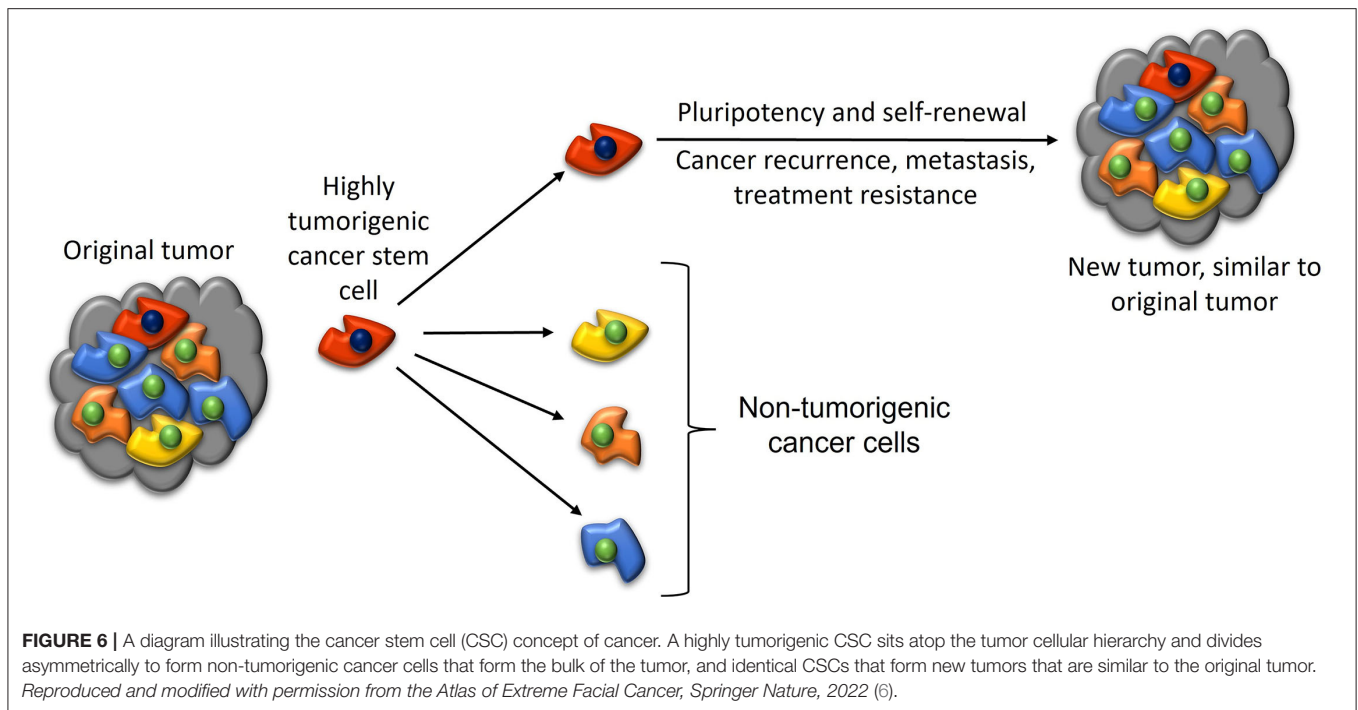 Original tumor
Highly
tumorigenic
cancer stem
cell
Pluripotency and self-renewal
Cancer recurrence, metastasis,
treatment resistance
New tumor, similar to
original tumor
Non-tumorigenic
cancer cells
FIGURE 6 | A diagram illustrating the cancer stem cell (CSC) concept of cancer. A highly tumorigenic CSC sits atop the tumor cellular hierarchy and divides
asymmetrically to form non-tumorigenic cancer cells that form the bulk of the tumor, and identical CSCs that form new tumors that are similar to the original tumor.
Reproduced and modified with permission from the Atlas of Extreme Facial Cancer, Springer Nature, 2022 (6).